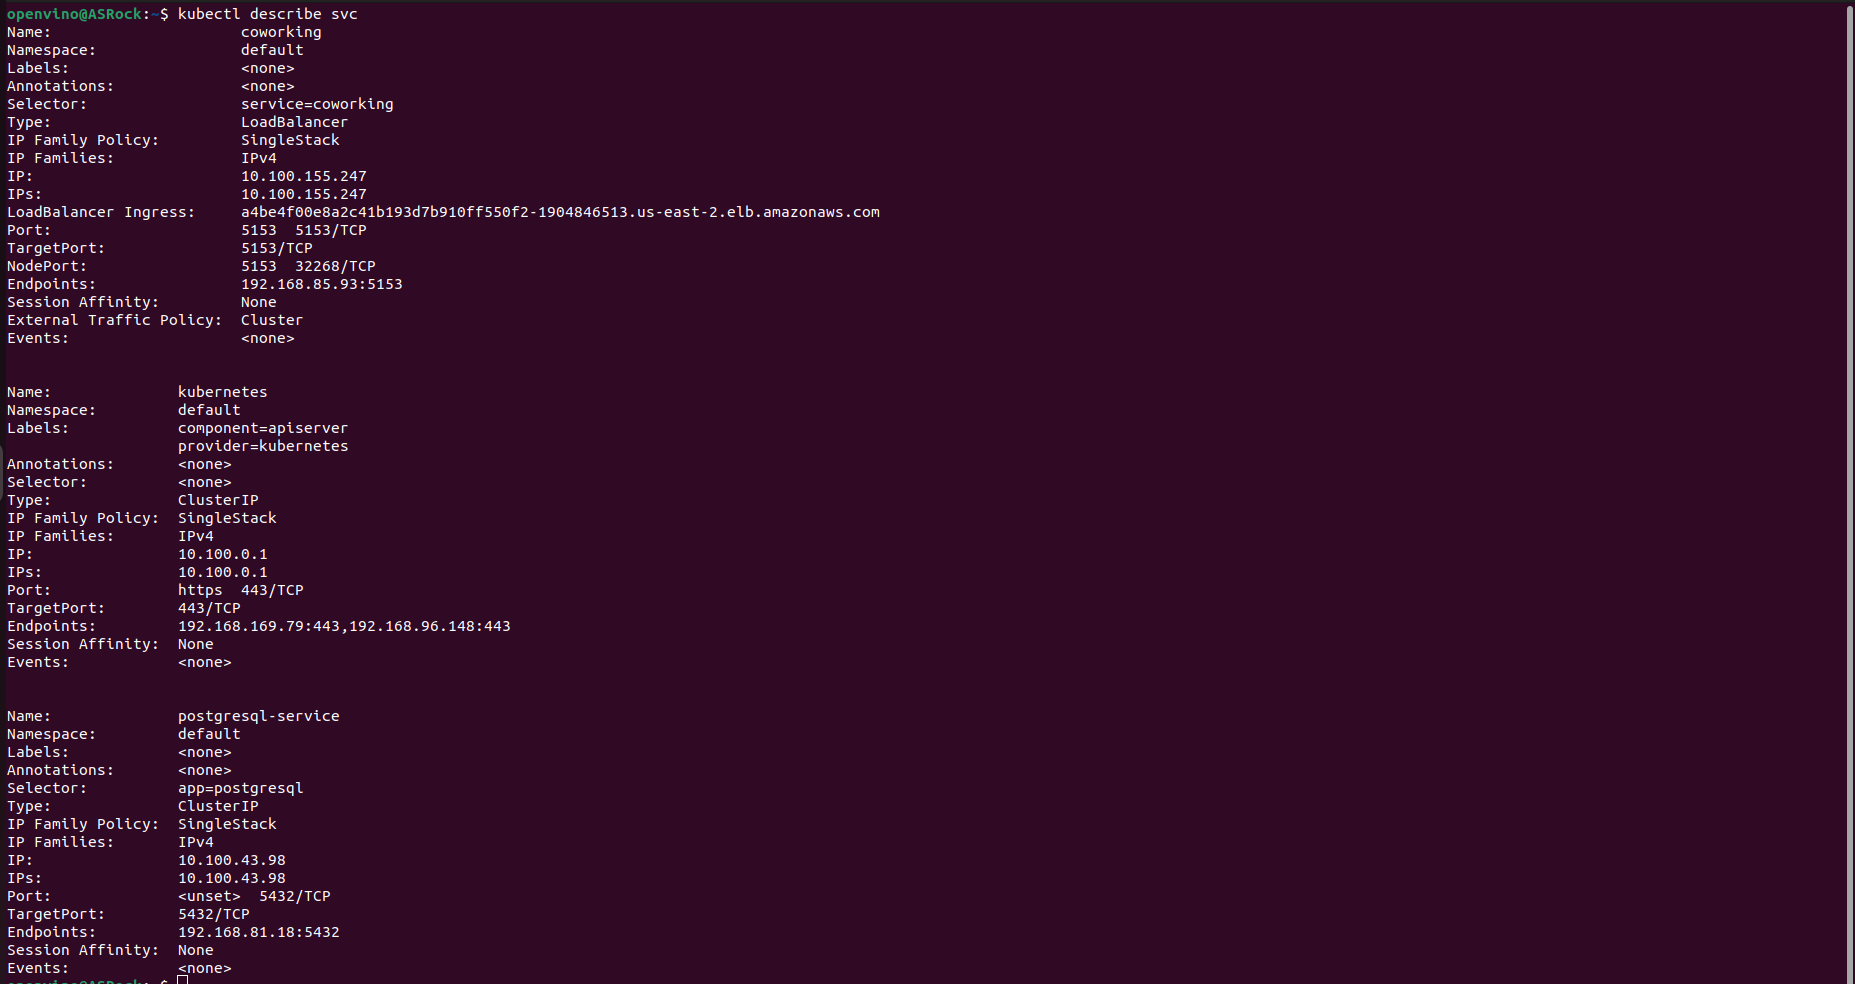 openvino@ASRock:~$ kubectl describe svc
Name:                     coworking
Namespace:                default
Labels:                   <none>
Annotations:              <none>
Selector:                 service=coworking
Type:                     LoadBalancer
IP Family Policy:         SingleStack
IP Families:              IPv4
IP:                       10.100.155.247
IPs:                      10.100.155.247
LoadBalancer Ingress:     a4be4f00e8a2c41b193d7b910ff550f2-1904846513.us-east-2.elb.amazonaws.com
Port:                     5153  5153/TCP
TargetPort:               5153/TCP
NodePort:                 5153  32268/TCP
Endpoints:                192.168.85.93:5153
Session Affinity:         None
External Traffic Policy:  Cluster
Events:                   <none>

Name:              kubernetes
Namespace:         default
Labels:            component=apiserver
                   provider=kubernetes
Annotations:       <none>
Selector:          <none>
Type:              ClusterIP
IP Family Policy:  SingleStack
IP Families:       IPv4
IP:                10.100.0.1
IPs:               10.100.0.1
Port:              https  443/TCP
TargetPort:        443/TCP
Endpoints:         192.168.169.79:443,192.168.96.148:443
Session Affinity:  None
Events:            <none>

Name:              postgresql-service
Namespace:         default
Labels:            <none>
Annotations:       <none>
Selector:          app=postgresql
Type:              ClusterIP
IP Family Policy:  SingleStack
IP Families:       IPv4
IP:                10.100.43.98
IPs:               10.100.43.98
Port:              <unset>  5432/TCP
TargetPort:        5432/TCP
Endpoints:         192.168.81.18:5432
Session Affinity:  None
Events:            <none>
openvino@ASRock:~$